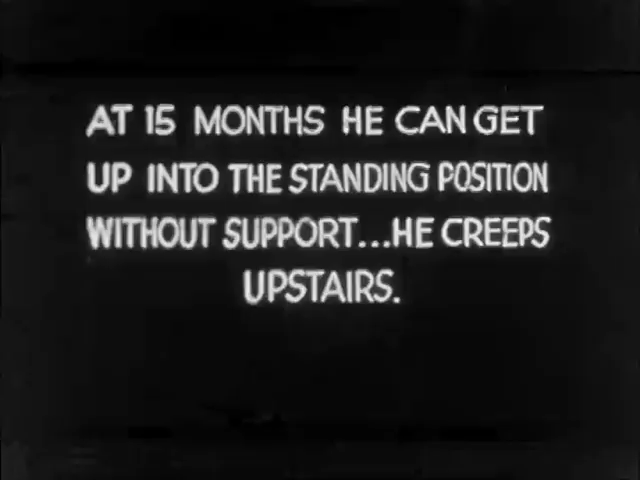 AT 15 MONTHS HE CAN GET
UP INTO THE STANDING POSITION
WITHOUT SUPPORT...HE CREEPS
UPSTAIRS.